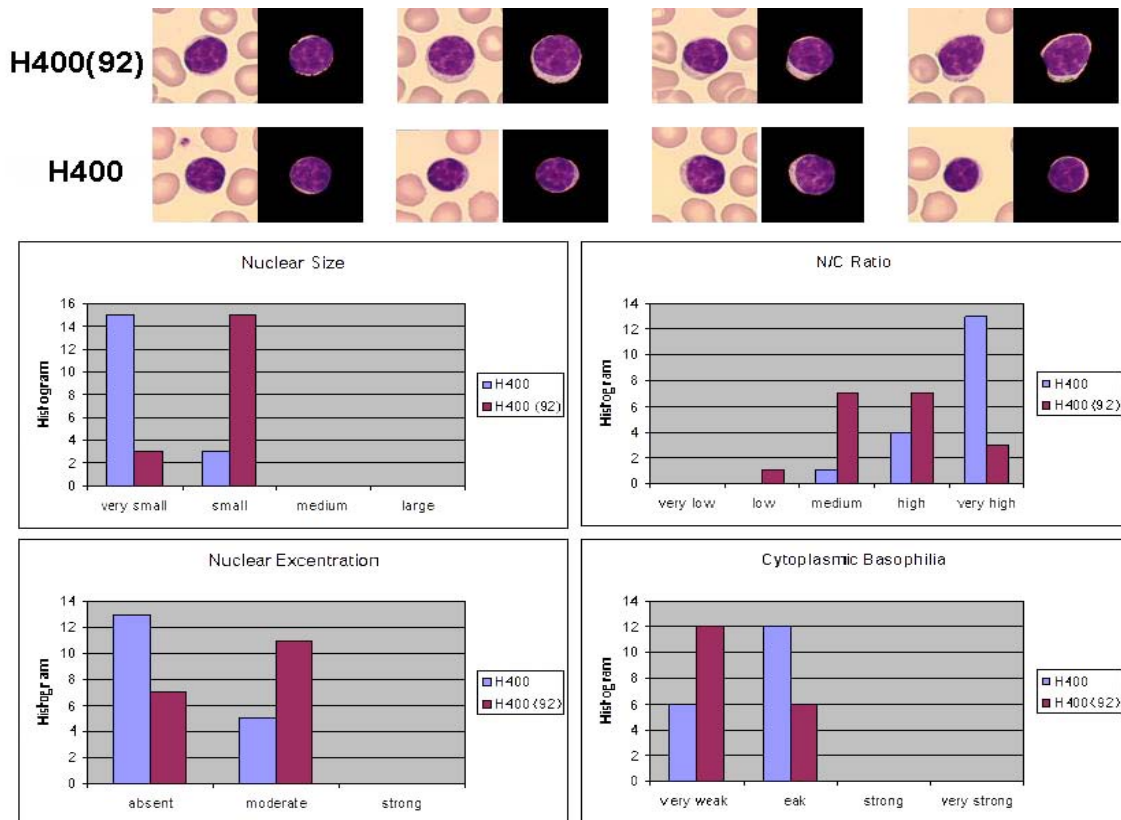 H400(92)
H400
Nuclear Size
Histogram
16
14
12
10
8
6
4
2
0
very small small medium large
H400
H400 (92)
N/C Ratio
Histogram
14
12
10
8
6
4
2
0
very low low medium high very high
H400
H400(92)
Nuclear Excentration
Histogram
14
12
10
8
6
4
2
0
absent moderate strong
H400
H400(92)
Cytoplasmic Basophilia
Histogram
14
12
10
8
6
4
2
0
very weak eak strong very strong
H400
H400(92)